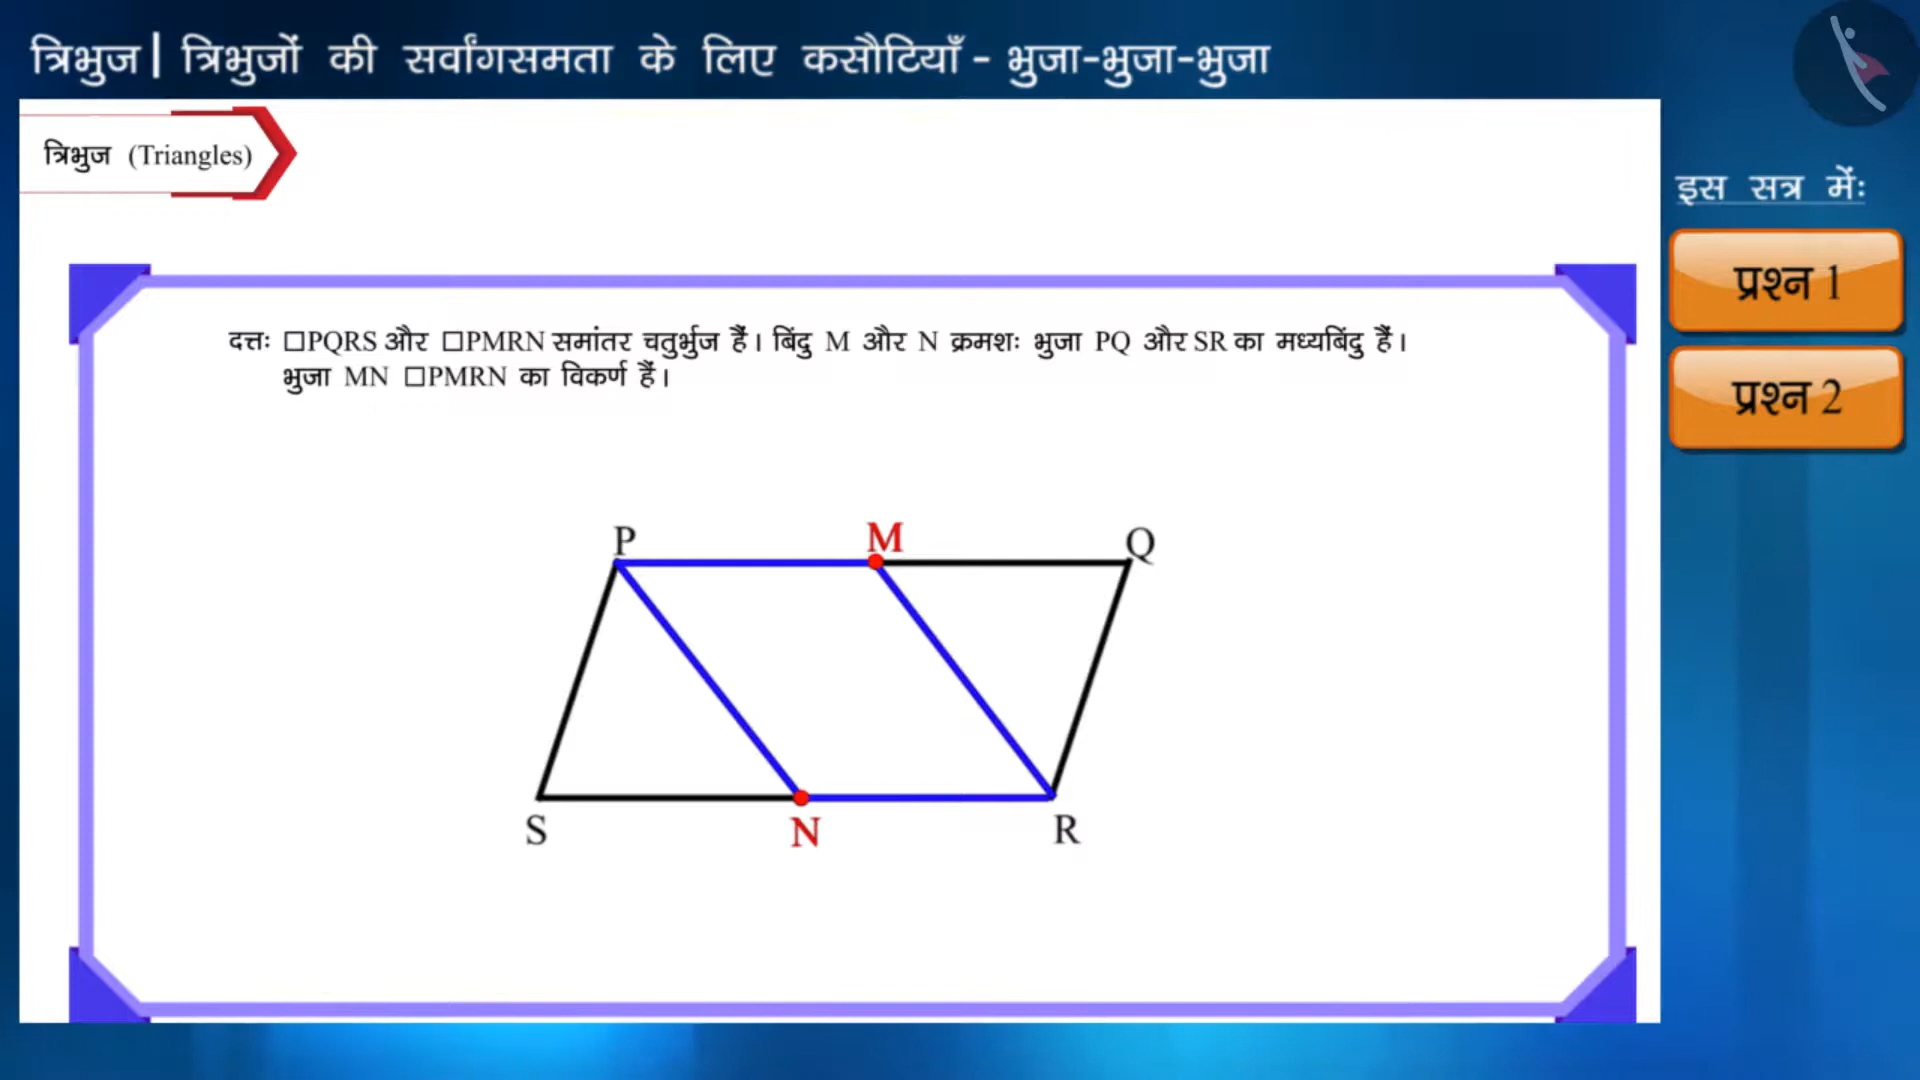 त्रिभुज| त्रिभुजों की सर्वांगसमता के लिए कसौटियाँ - भुजा-भुजा-भुजा
त्रिभुज (Triangles)
इस सत्र में:
प्रश्न 1
प्रश्न 2
दत्तः □PQRS और □PMRN समांतर चतुर्भुज हैं। बिंदु M और N क्रमशः भुजा PQ और SR का मध्यबिंदु हैं।
भुजा MN □PMRN का विकर्ण हैं।
P M Q
S N R